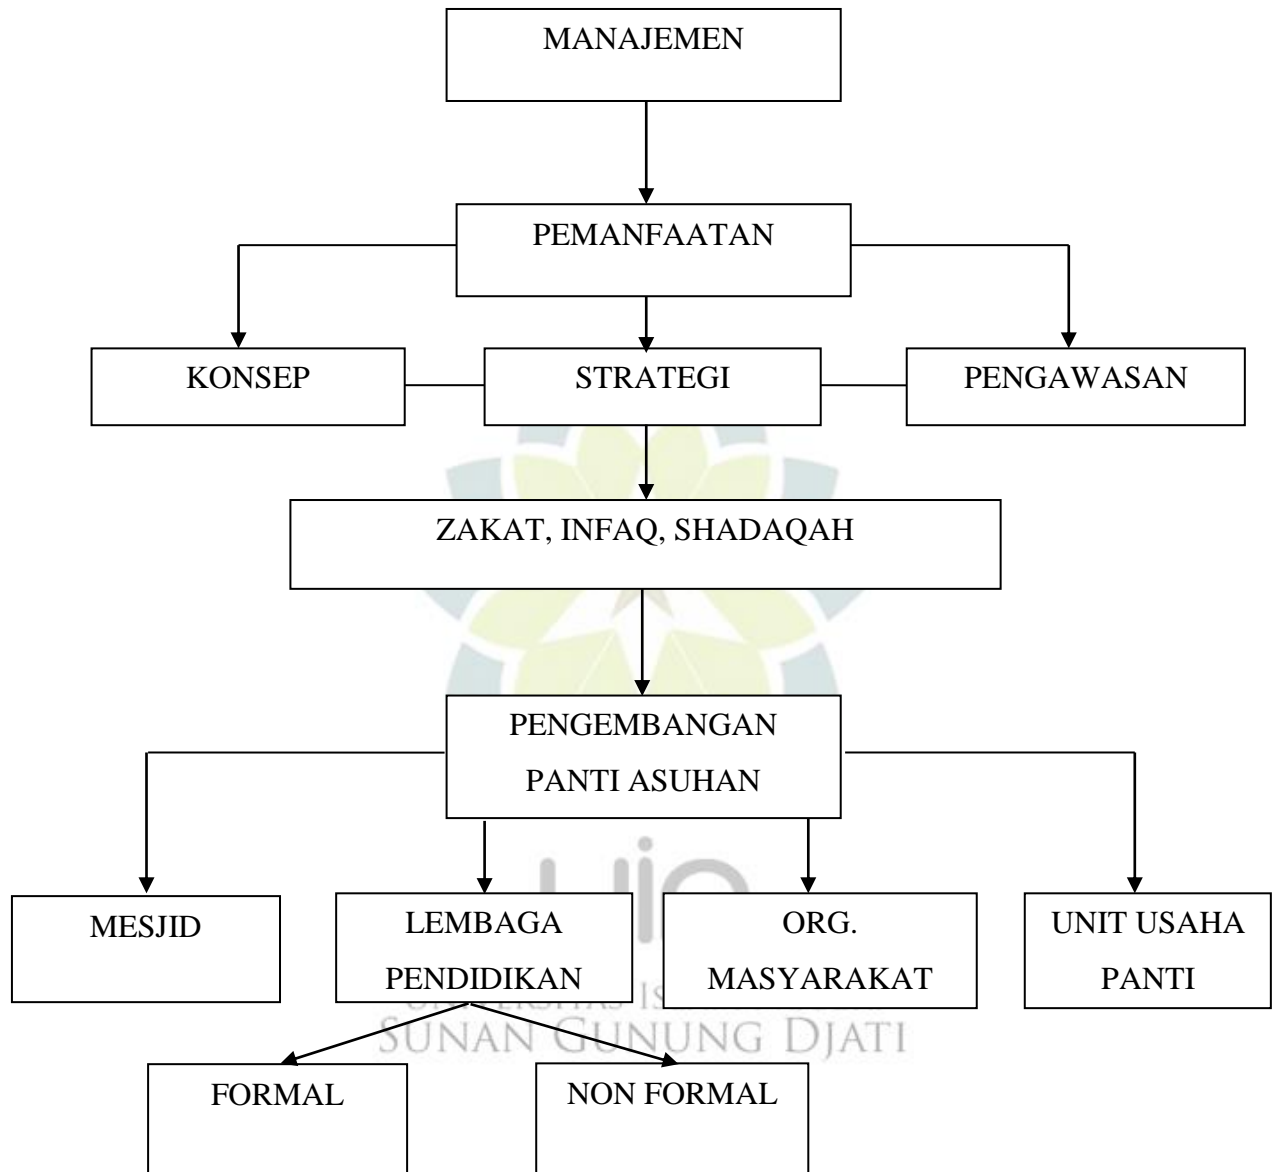 MANAJEMEN
PEMANFAATAN
KONSEP
STRATEGI
PENGAWASAN
ZAKAT, INFAQ, SHADAQAH
PENGEMBANGAN
PANTI ASUHAN
uin
MESJID
LEMBAGA
PENDIDIKAN
ORG.
MASYARAKAT
UNIT USAHA
PANTI
SUNAN GUNUNG DJATI
FORMAL
NON FORMAL